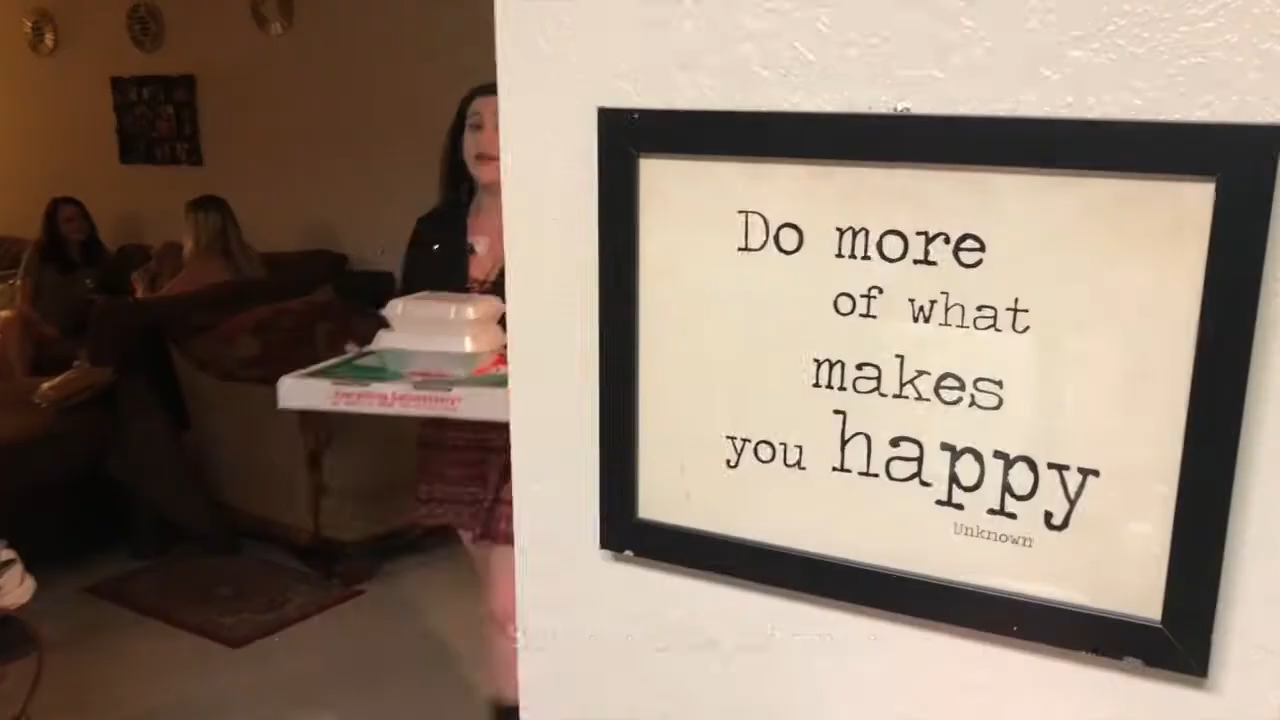 Do more
of what
makes
you happy
Unknown